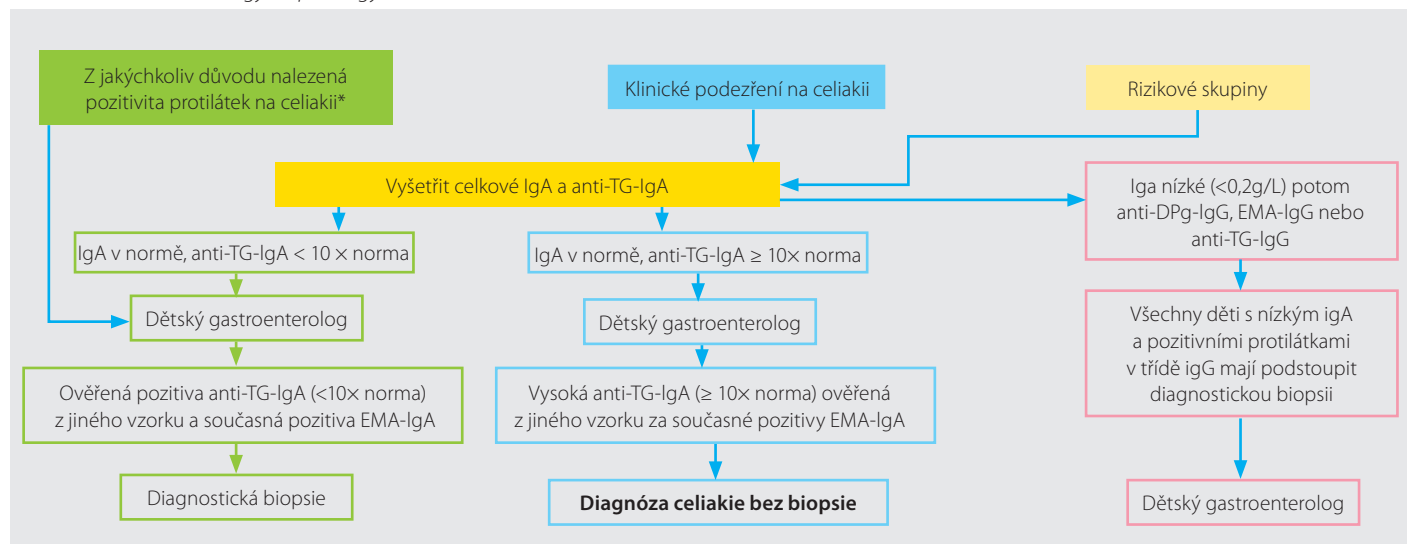 Z jakýchkoliv důvodu nalezená
pozitivita protilátek na celiakii*
Klinické podezření na celiakii
Rizikové skupiny
Vyšetřit celkové IgA a anti-TG-IgA
Iga nízké (<0,2g/L) potom
anti-DPg-IgG, EMA-IgG nebo
anti-TG-IgG
IgA v normě, anti-TG-IgA < 10 × norma
IgA v normě, anti-TG-IgA ≥ 10× norma
Dětský gastroenterolog
Dětský gastroenterolog
Všechny děti s nízkým igA
a pozitivními protilátkami
v třídě igG mají podstoupit
diagnostickou biopsii
Ověřená pozitiva anti-TG-IgA (<10× norma)
z jiného vzorku a současná pozitiva EMA-IgA
Vysoká anti-TG-IgA (≥ 10× norma) ověřená
z jiného vzorku za současné pozitivy EMA-IgA
Diagnostická biopsie
Diagnóza celiakie bez biopsie
Dětský gastroenterolog